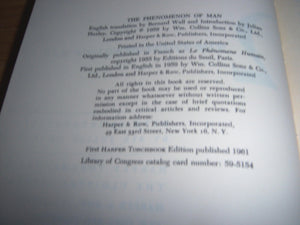 THE PHENOMENON OF MAN
English translation by Bernard Wall and Introduction by Julian
Huxley. Copyright © 1959 by Wm. Collins Sons & Co., Ltd.,
London and Harper & Row, Publishers, Incorporated
Printed in the United States of America
Originally published in French as Le Phénomène Humain,
copyright 1955 by Editions du Seuil, Paris.
First published in English in 1959 by Wm. Collins Sons & Co.
Ltd., London and Harper & Row, Publishers, Incorporated
All rights in this book are reserved.
No part of the book may be used or reproduced
in any manner whatsoever without written per-
mission except in the case of brief quotations
embodied in critical articles and reviews. For
information address:
Harper & Row, Publishers, Incorporated,
49 East 33rd Street, New York 16, N. Y.
First HARPER TORCHBOOK Edition published 1961
Library of Congress catalog card number: 59-5154